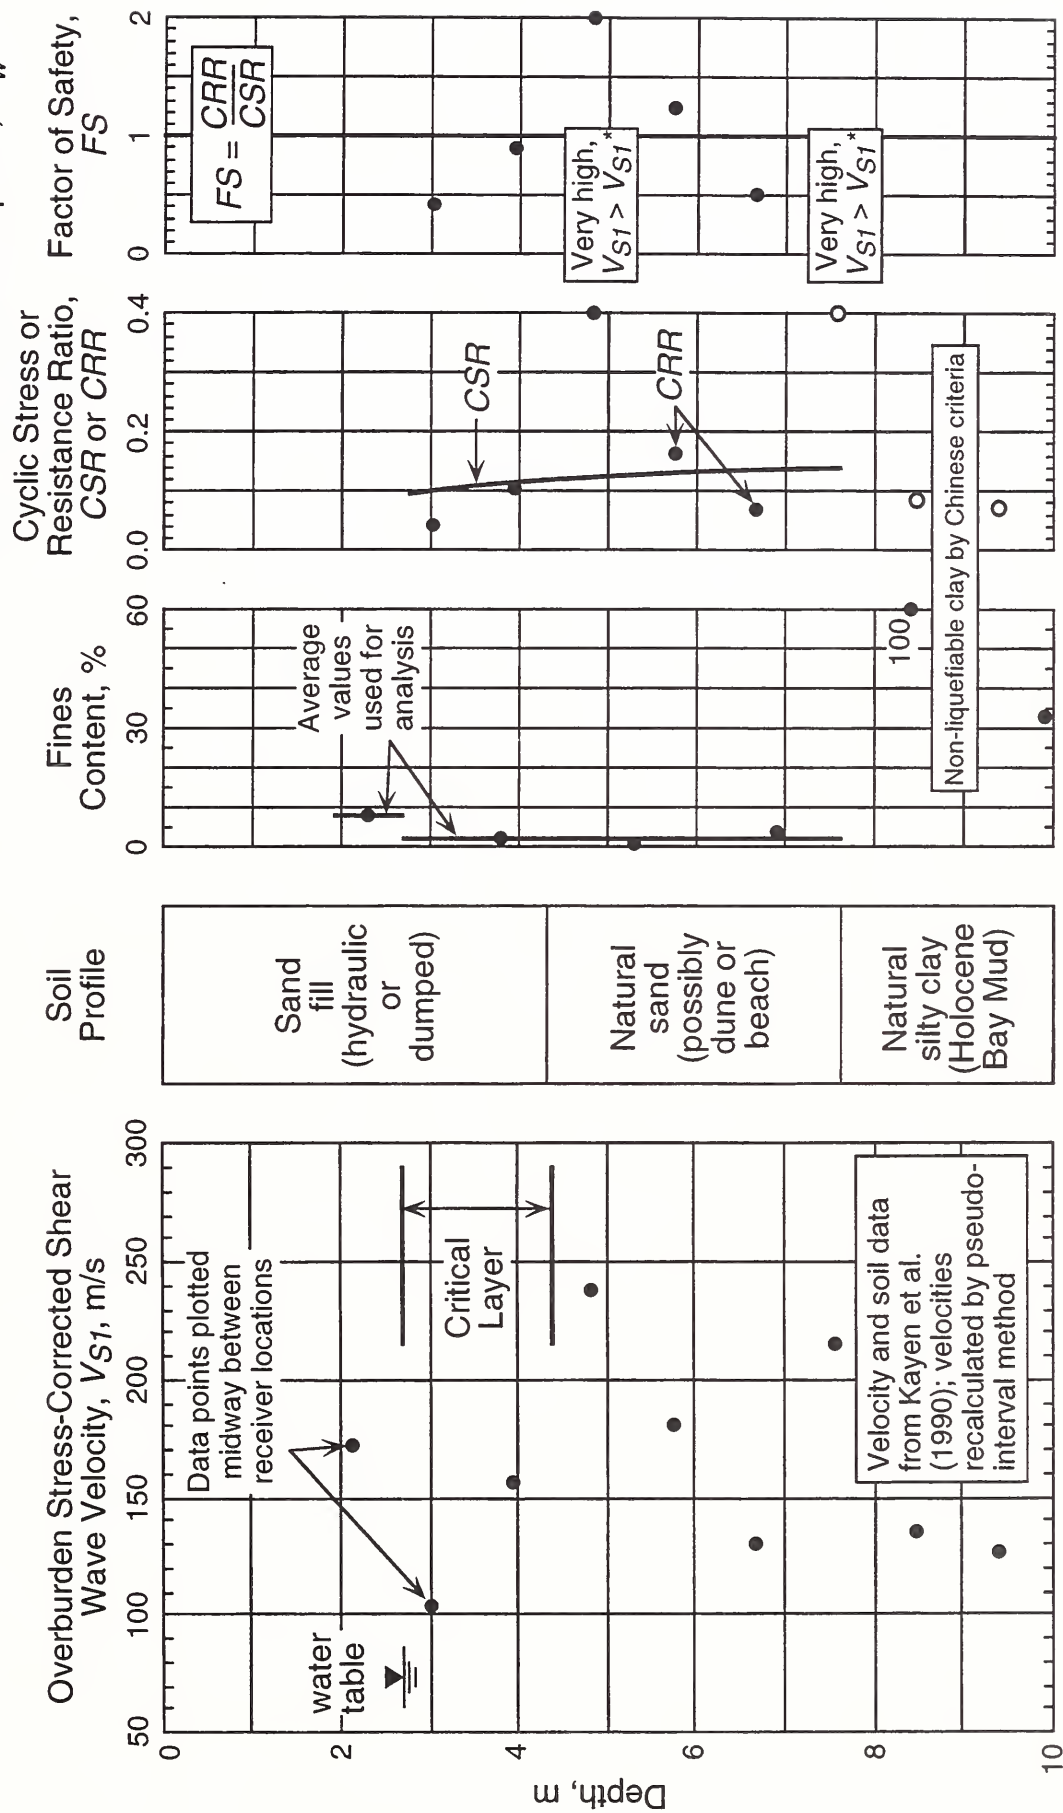 Overburden Stress-Corrected Shear
Wave Velocity, VS1, m/s
50 100 150 200 250 300
Depth, m
0
2
4
6
8
10
Data points plotted
midway between
receiver locations
water
table
Critical
Layer
Velocity and soil data
from Kayen et al.
(1990); velocities
recalculated by pseudo-
interval method
Soil
Profile
Sand
fill
(hydraulic
or
dumped)
Natural
sand
(possibly
dune or
beach)
Natural
silty clay
(Holocene
Bay Mud)
Fines
Content, %
0 30 60
Average
values
used for
analysis
100
Cyclic Stress or
Resistance Ratio,
CSR or CRR
0.0 0.2 0.4
CSR
CRR
Non-liquefiable clay by Chinese criteria
Factor of Safety,
FS
0 1 2
FS = CRR
CSR
Very high,
VS1 > VS1*
Very high,
VS1 > VS1*